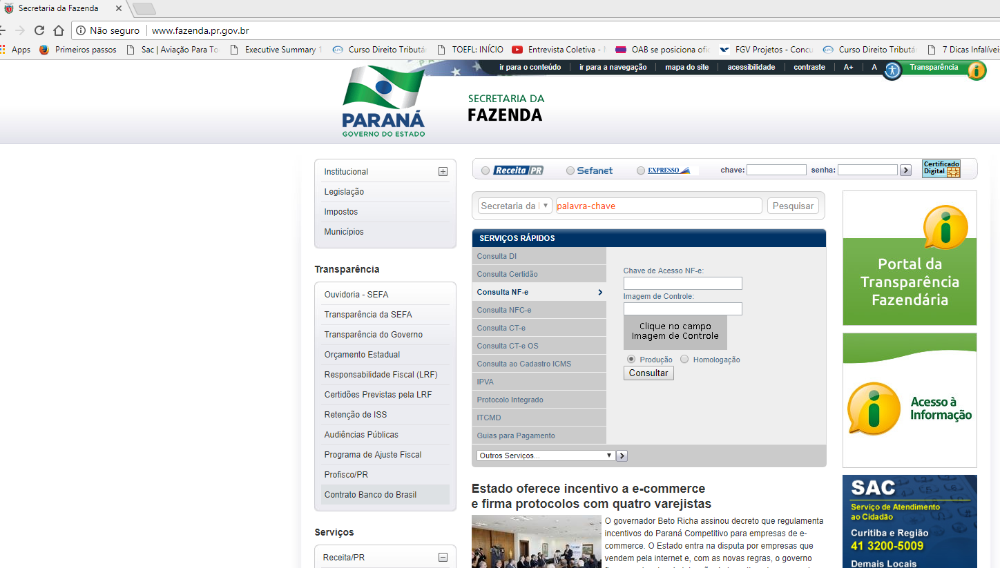 Secretaria da Fazenda
Não seguro www.fazenda.pr.gov.br
Apps Primeiros passos Sac | Aviação Para Executive Summary Curso Direito TOEFL: INÍCIO Entrevista Coletiva - OAB se posiciona FGV Projetos - Curso Direito 7 Dicas
ir para o conteúdo ir para a navegação mapa do site acessibilidade contraste A+ A Transparência
PARANÁ
GOVERNO DO ESTADO
SECRETARIA DA
FAZENDA
Institucional
Legislação
Impostos
Municípios
Transparência
Ouvidoria - SEFA
Transparência da SEFA
Transparência do Governo
Orçamento Estadual
Responsabilidade Fiscal (LRF)
Certidões Previstas pela LRF
Retenção de ISS
Audiências Públicas
Programa de Ajuste Fiscal
Profisco/PR
Contrato Banco do Brasil
Serviços
Receita/PR
Receita/PR Sefanet EXPRESSO chave: senha: Certificado
Digital
Secretaria da palavra-chave Pesquisar
SERVIÇOS RÁPIDOS
Consulta DI
Consulta Certidão
Consulta NF-e
Consulta NFC-e
Consulta CT-e
Consulta CT-e OS
Consulta ao Cadastro ICMS
IPVA
Protocolo Integrado
ITCMD
Guias para Pagamento
Chave de Acesso NF-e:
Imagem de Controle:
Clique no campo
Imagem de Controle
Produção Homologação
Consultar
Outros Serviços...
Estado oferece incentivo a e-commerce
e firma protocolos com quatro varejistas
PARANÁ
O governador Beto Richa assinou decreto que regulamenta
incentivos do Paraná Competitivo para empresas de e-
commerce. O Estado entra na disputa por empresas que
vendem pela internet e, com as novas regras, o governo
Portal da
Transparência
Fazendária
Acesso à
Informação
SAC
Serviço de Atendimento
ao Cidadão
Curitiba e Região
41 3200-5009
Demais Locais